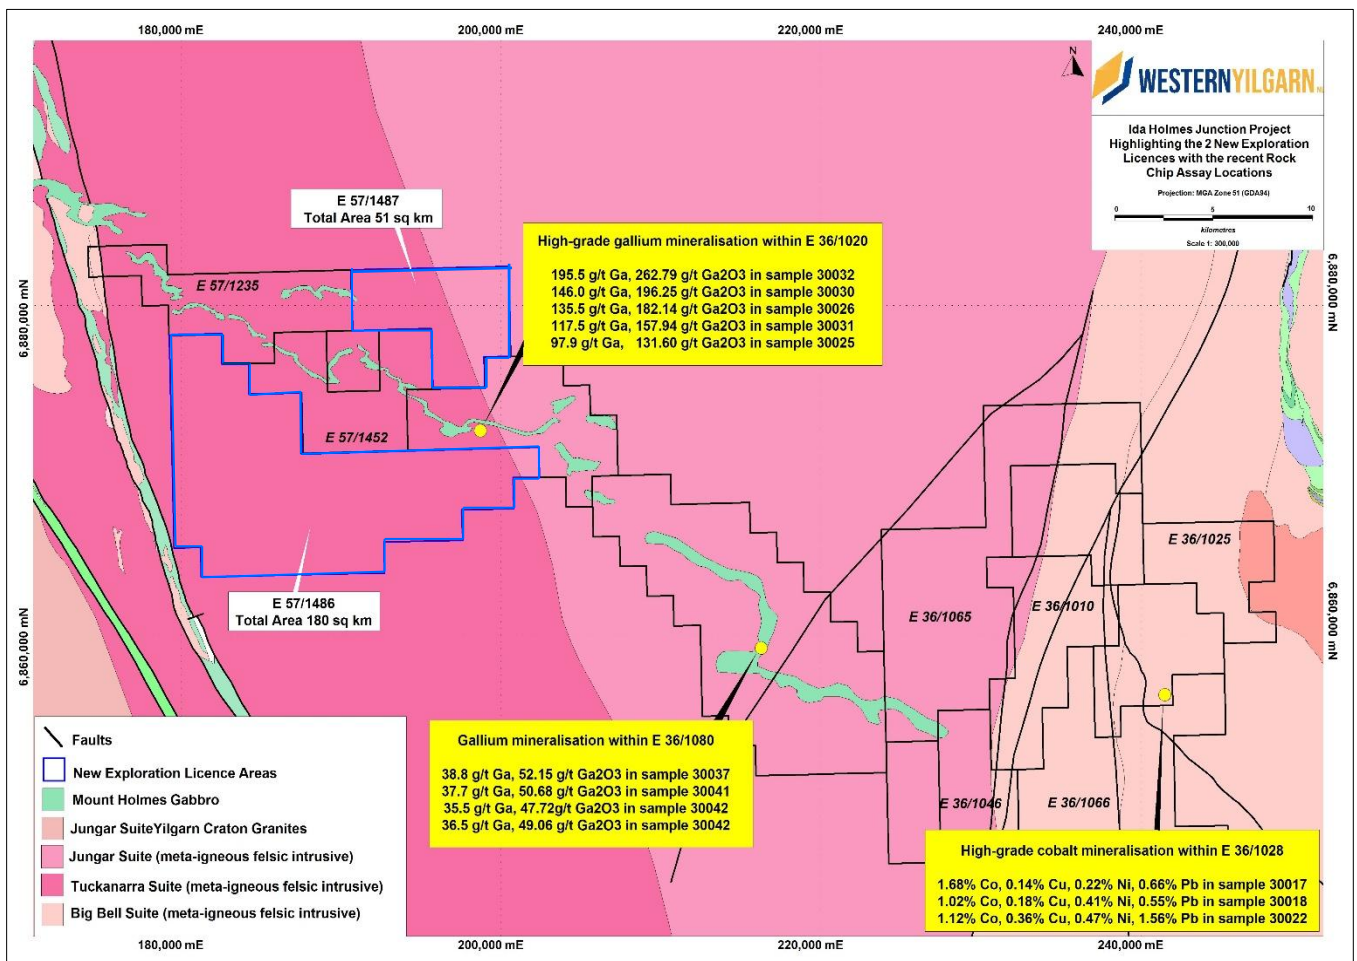 180,000 mE
200,000 mE
220,000 mE
240,000 mE
N
WESTERNYILGARN
Ida Holmes Junction Project
Highlighting the 2 New Exploration
Licences with the recent Rock
Chip Assay Locations
Projection: MGA Zone 51 (GDA94)
0 5 10
kilometres
Scale 1: 300,000
E 57/1487
Total Area 51 sq km
High-grade gallium mineralisation within E 36/1020
195.5 g/t Ga, 262.79 g/t Ga2O3 in sample 30032
146.0 g/t Ga, 196.25 g/t Ga2O3 in sample 30030
135.5 g/t Ga, 182.14 g/t Ga2O3 in sample 30026
117.5 g/t Ga, 157.94 g/t Ga2O3 in sample 30031
97.9 g/t Ga, 131.60 g/t Ga2O3 in sample 30025
E 57/1235
6,880,000 mN
6,880,000 mN
E 57/1452
E 36/1025
E 57/1486
Total Area 180 sq km
E 36/1065
E 36/1010
6,860,000 mN
6,860,000 mN
Gallium mineralisation within E 36/1080
38.8 g/t Ga, 52.15 g/t Ga2O3 in sample 30037
37.7 g/t Ga, 50.68 g/t Ga2O3 in sample 30041
35.5 g/t Ga, 47.72g/t Ga2O3 in sample 30042
36.5 g/t Ga, 49.06 g/t Ga2O3 in sample 30042
E 36/1046
E 36/1066
High-grade cobalt mineralisation within E 36/1028
1.68% Co, 0.14% Cu, 0.22% Ni, 0.66% Pb in sample 30017
1.02% Co, 0.18% Cu, 0.41% Ni, 0.55% Pb in sample 30018
1.12% Co, 0.36% Cu, 0.47% Ni, 1.56% Pb in sample 30022
Faults
New Exploration Licence Areas
Mount Holmes Gabbro
Jungar SuiteYilgarn Craton Granites
Jungar Suite (meta-igneous felsic intrusive)
Tuckanarra Suite (meta-igneous felsic intrusive)
Big Bell Suite (meta-igneous felsic intrusive)
180,000 mE
200,000 mE
220,000 mE
240,000 mE